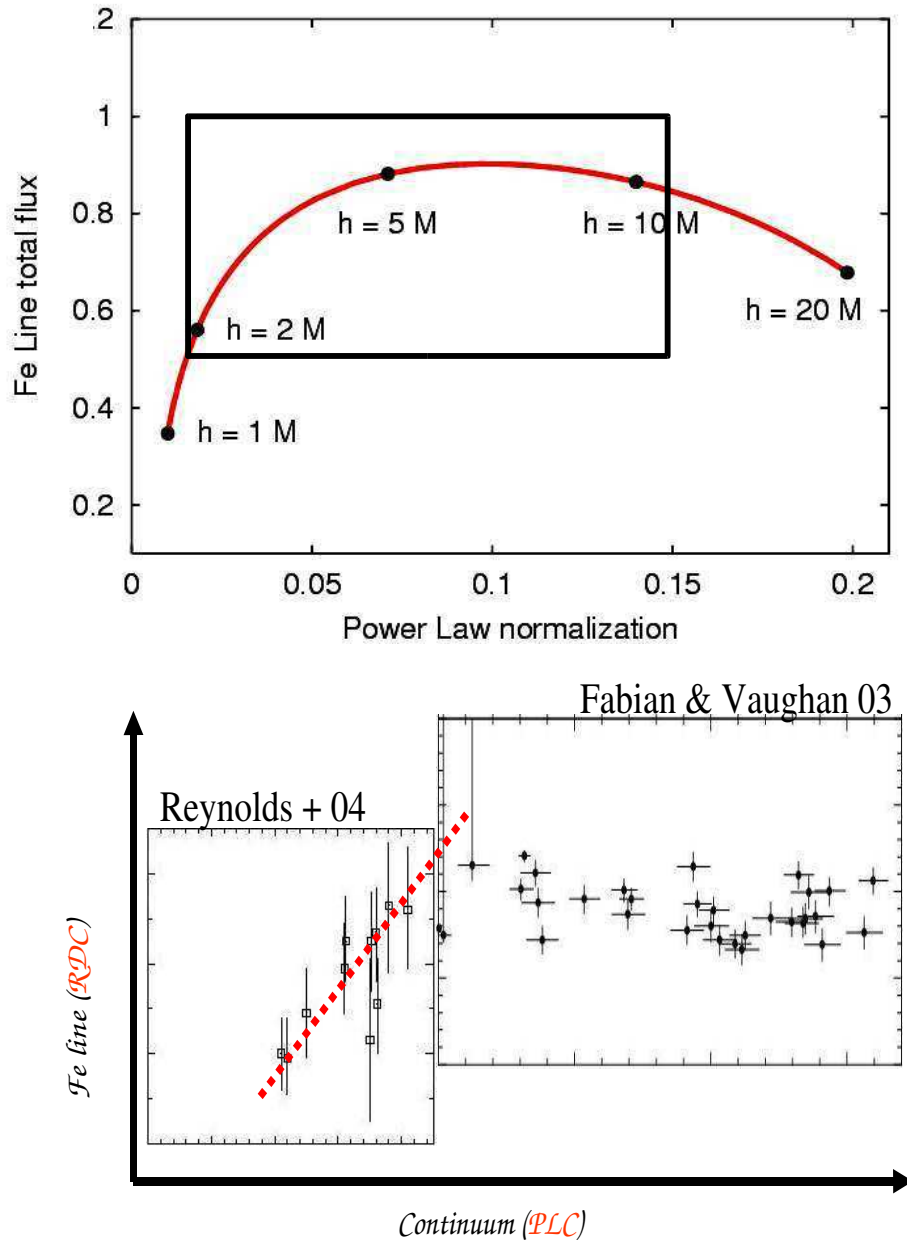 .2
1
0.8
0.6
0.4
0.2
Fe Line total flux
h = 5 M
h = 10 M
h = 2 M
h = 20 M
h = 1 M
0
0.05
0.1
0.15
0.2
Power Law normalization
Fabian & Vaughan 03
Reynolds + 04
Fe line (RDC)
Continuum (PLC)